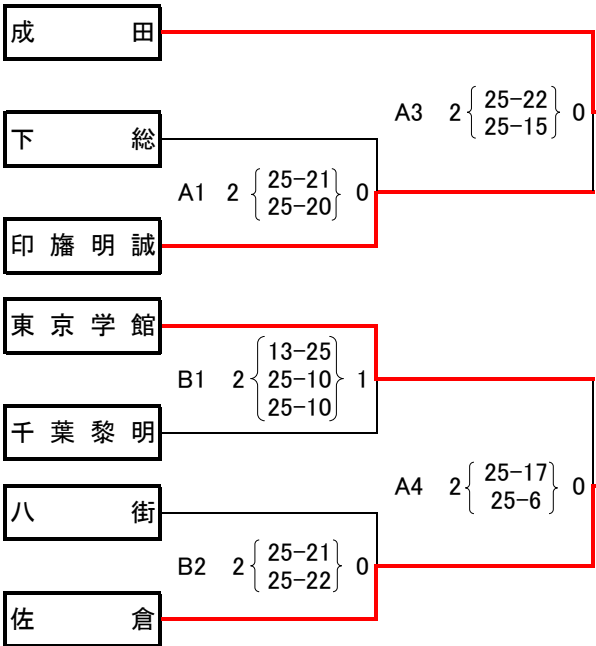 成田
A3 2 25-22 0
25-15
下総
A1 2 25-21 0
25-20
印旛明誠
東京学館
13-25
B1 2 25-10 1
25-10
千葉黎明
A4 2 25-17 0
25-6
八街
B2 2 25-21 0
25-22
佐倉